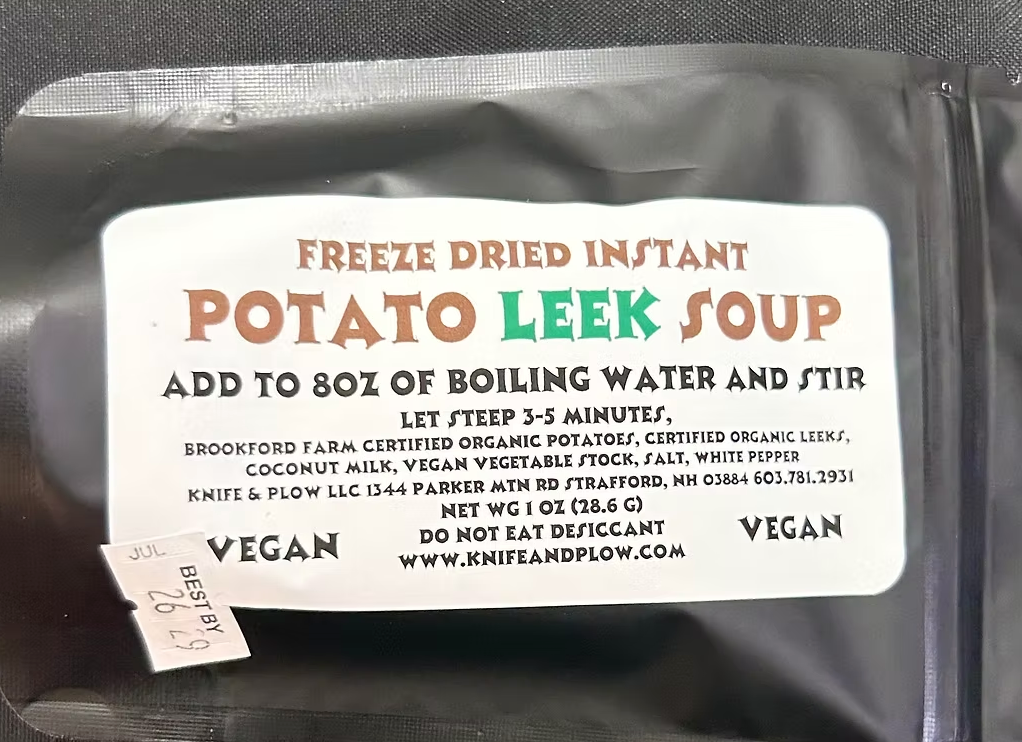 FREEZE DRIED INSTANT
POTATO LEEK SOUP
ADD TO 8OZ OF BOILING WATER AND STIR
LET STEEP 3-5 MINUTES,
BROOKFORD FARM CERTIFIED ORGANIC POTATOES, CERTIFIED ORGANIC LEEKS,
COCONUT MILK, VEGAN VEGETABLE STOCK, SALT, WHITE PEPPER
KNIFE & PLOW LLC 1344 PARKER MTN RD STRAFFORD, NH 03884 603.781.2931
NET WG 1 OZ (28.6 G)
DO NOT EAT DESICCANT
WWW.KNIFEANDPLOW.COM
VEGAN
VEGAN
BEST BY
JUL
26 29